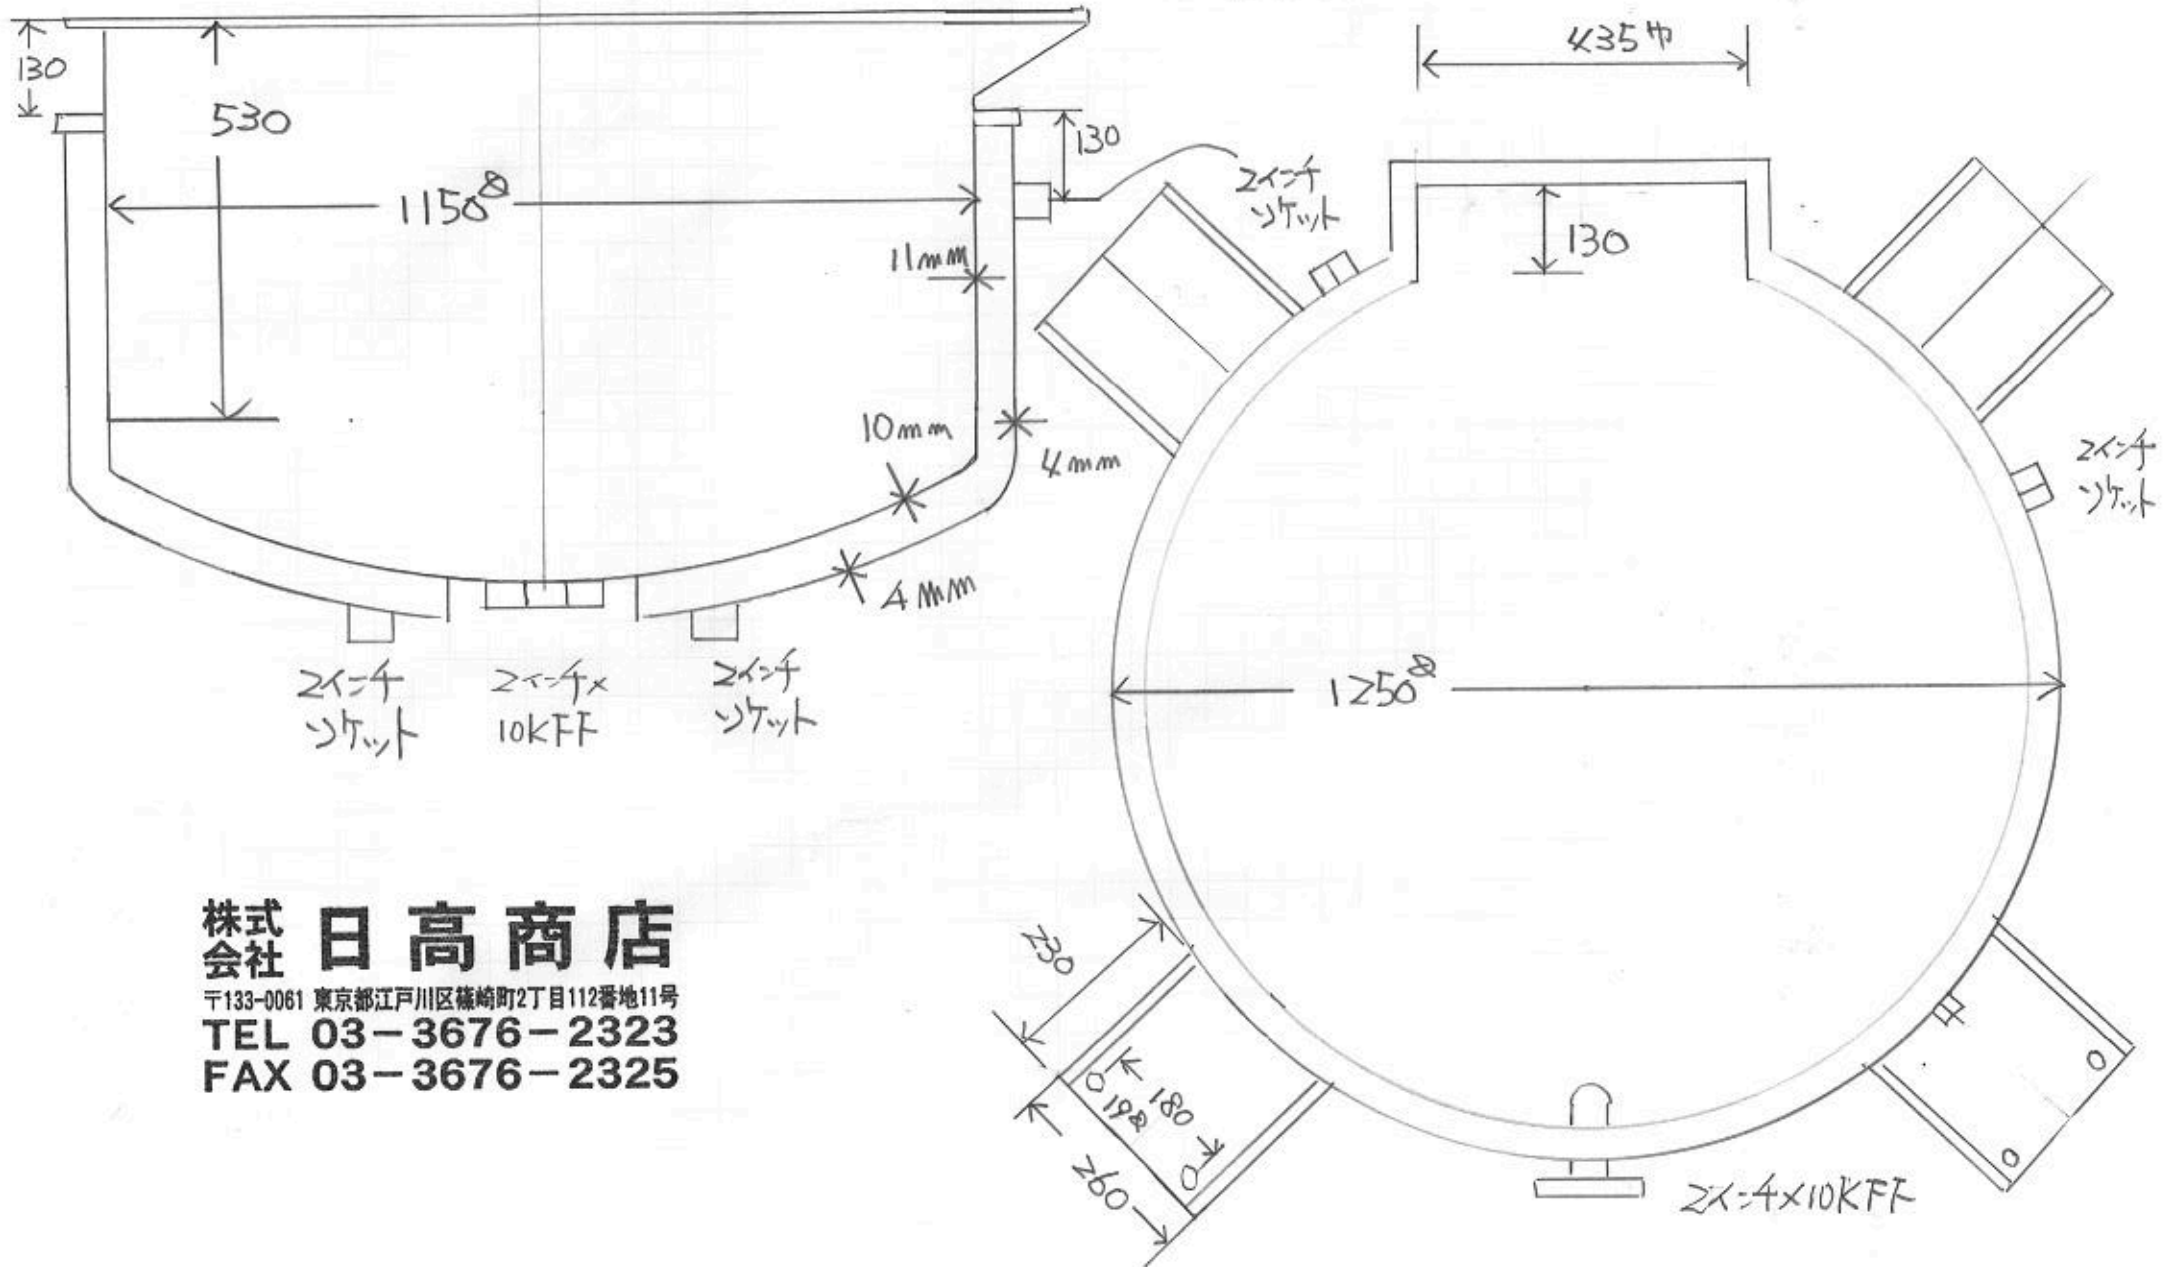 130
530
1150φ
130
2インチ
ソケット
11mm
10mm
4mm
4mm
2インチ
ソケット
2インチ×
10KFF
2インチ
ソケット
435巾
130
2インチ
ソケット
1250φ
230
180
19φ
260
2インチ×10KFF
株式
会社
日高商店
〒133-0061 東京都江戸川区篠崎町2丁目112番地11号
TEL 03-3676-2323
FAX 03-3676-2325